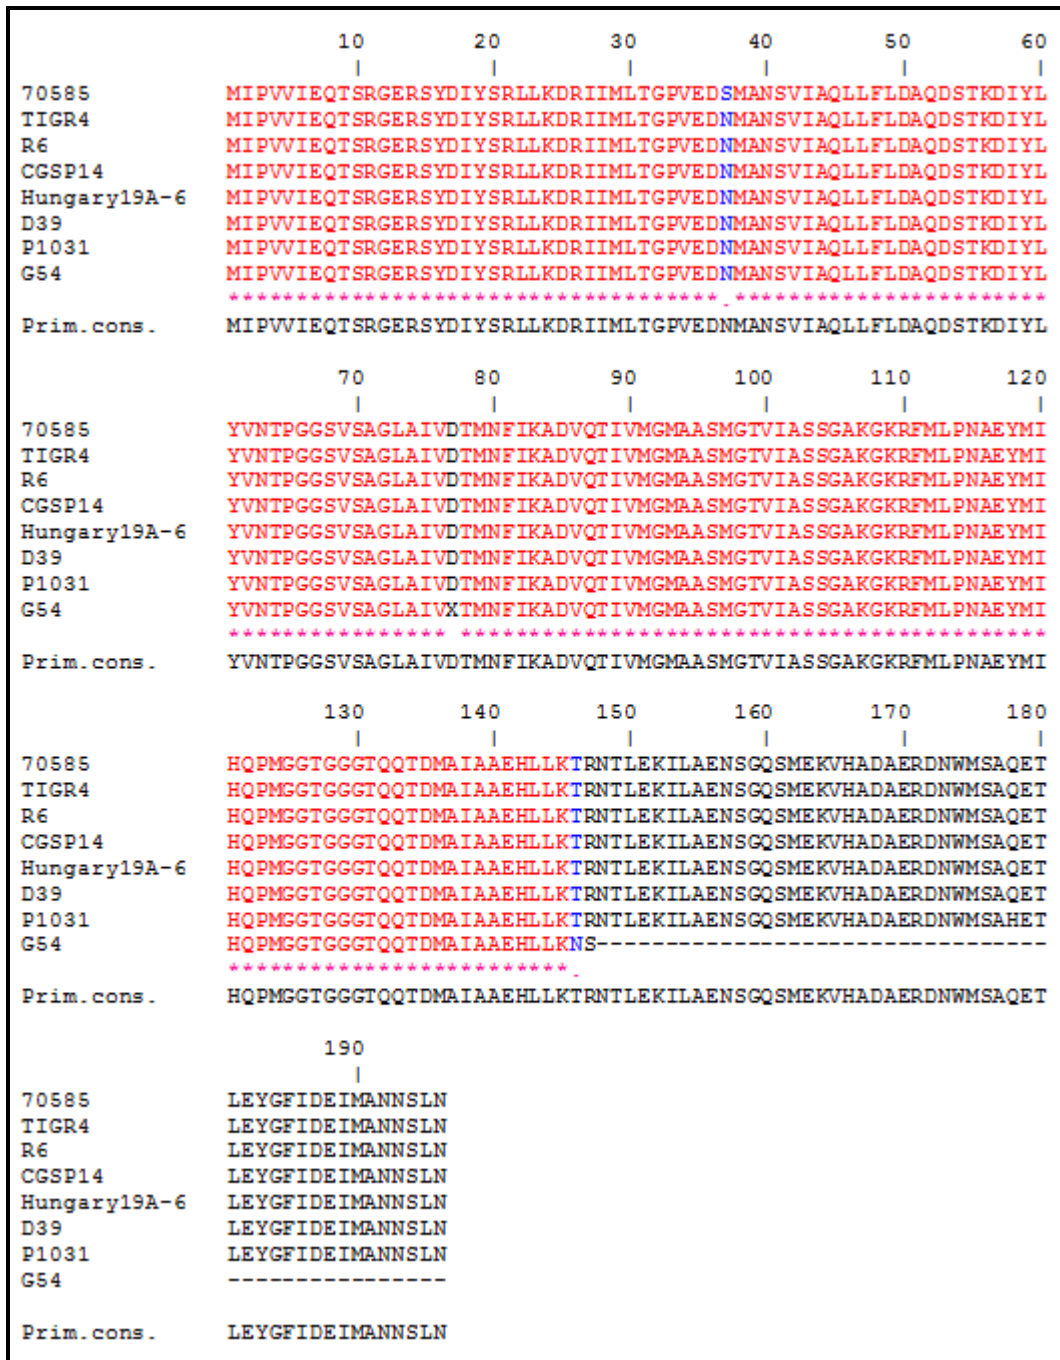 10 20 30 40 50 60
| | | | | |
70585 MIPVVIEQTSRGERSYDIYSRLLKDRIIMLTGPVEDSMANSVIAQLLFLDAQDSTKDIYL
TIGR4 MIPVVIEQTSRGERSYDIYSRLLKDRIIMLTGPVEDNMANSVIAQLLFLDAQDSTKDIYL
R6 MIPVVIEQTSRGERSYDIYSRLLKDRIIMLTGPVEDNMANSVIAQLLFLDAQDSTKDIYL
CGSP14 MIPVVIEQTSRGERSYDIYSRLLKDRIIMLTGPVEDNMANSVIAQLLFLDAQDSTKDIYL
Hungary19A-6 MIPVVIEQTSRGERSYDIYSRLLKDRIIMLTGPVEDNMANSVIAQLLFLDAQDSTKDIYL
D39 MIPVVIEQTSRGERSYDIYSRLLKDRIIMLTGPVEDNMANSVIAQLLFLDAQDSTKDIYL
P1031 MIPVVIEQTSRGERSYDIYSRLLKDRIIMLTGPVEDNMANSVIAQLLFLDAQDSTKDIYL
G54 MIPVVIEQTSRGERSYDIYSRLLKDRIIMLTGPVEDNMANSVIAQLLFLDAQDSTKDIYL
************************************.***********************
Prim.cons. MIPVVIEQTSRGERSYDIYSRLLKDRIIMLTGPVEDNMANSVIAQLLFLDAQDSTKDIYL
70 80 90 100 110 120
| | | | | |
70585 YVNTPGGSVSAGLAIVDTMNFIKADVQTIVMGMAASMGTVIASSGAKGKRFMLPNAEYMI
TIGR4 YVNTPGGSVSAGLAIVDTMNFIKADVQTIVMGMAASMGTVIASSGAKGKRFMLPNAEYMI
R6 YVNTPGGSVSAGLAIVDTMNFIKADVQTIVMGMAASMGTVIASSGAKGKRFMLPNAEYMI
CGSP14 YVNTPGGSVSAGLAIVDTMNFIKADVQTIVMGMAASMGTVIASSGAKGKRFMLPNAEYMI
Hungary19A-6 YVNTPGGSVSAGLAIVDTMNFIKADVQTIVMGMAASMGTVIASSGAKGKRFMLPNAEYMI
D39 YVNTPGGSVSAGLAIVDTMNFIKADVQTIVMGMAASMGTVIASSGAKGKRFMLPNAEYMI
P1031 YVNTPGGSVSAGLAIVDTMNFIKADVQTIVMGMAASMGTVIASSGAKGKRFMLPNAEYMI
G54 YVNTPGGSVSAGLAIVXTMNFIKADVQTIVMGMAASMGTVIASSGAKGKRFMLPNAEYMI
**************** *******************************************
Prim.cons. YVNTPGGSVSAGLAIVDTMNFIKADVQTIVMGMAASMGTVIASSGAKGKRFMLPNAEYMI
130 140 150 160 170 180
| | | | | |
70585 HQPMGGTGGGTQQTDMAIAAEHLLKTRNTLEKILAENSGQSMEKVHADAERDNWMSAQET
TIGR4 HQPMGGTGGGTQQTDMAIAAEHLLKTRNTLEKILAENSGQSMEKVHADAERDNWMSAQET
R6 HQPMGGTGGGTQQTDMAIAAEHLLKTRNTLEKILAENSGQSMEKVHADAERDNWMSAQET
CGSP14 HQPMGGTGGGTQQTDMAIAAEHLLKTRNTLEKILAENSGQSMEKVHADAERDNWMSAQET
Hungary19A-6 HQPMGGTGGGTQQTDMAIAAEHLLKTRNTLEKILAENSGQSMEKVHADAERDNWMSAQET
D39 HQPMGGTGGGTQQTDMAIAAEHLLKTRNTLEKILAENSGQSMEKVHADAERDNWMSAQET
P1031 HQPMGGTGGGTQQTDMAIAAEHLLKTRNTLEKILAENSGQSMEKVHADAERDNWMSAHET
G54 HQPMGGTGGGTQQTDMAIAAEHLLKNS---------------------------------
*************************.
Prim.cons. HQPMGGTGGGTQQTDMAIAAEHLLKTRNTLEKILAENSGQSMEKVHADAERDNWMSAQET
190
|
70585 LEYGFIDEIMANNSLN
TIGR4 LEYGFIDEIMANNSLN
R6 LEYGFIDEIMANNSLN
CGSP14 LEYGFIDEIMANNSLN
Hungary19A-6 LEYGFIDEIMANNSLN
D39 LEYGFIDEIMANNSLN
P1031 LEYGFIDEIMANNSLN
G54 ----------------
Prim.cons. LEYGFIDEIMANNSLN